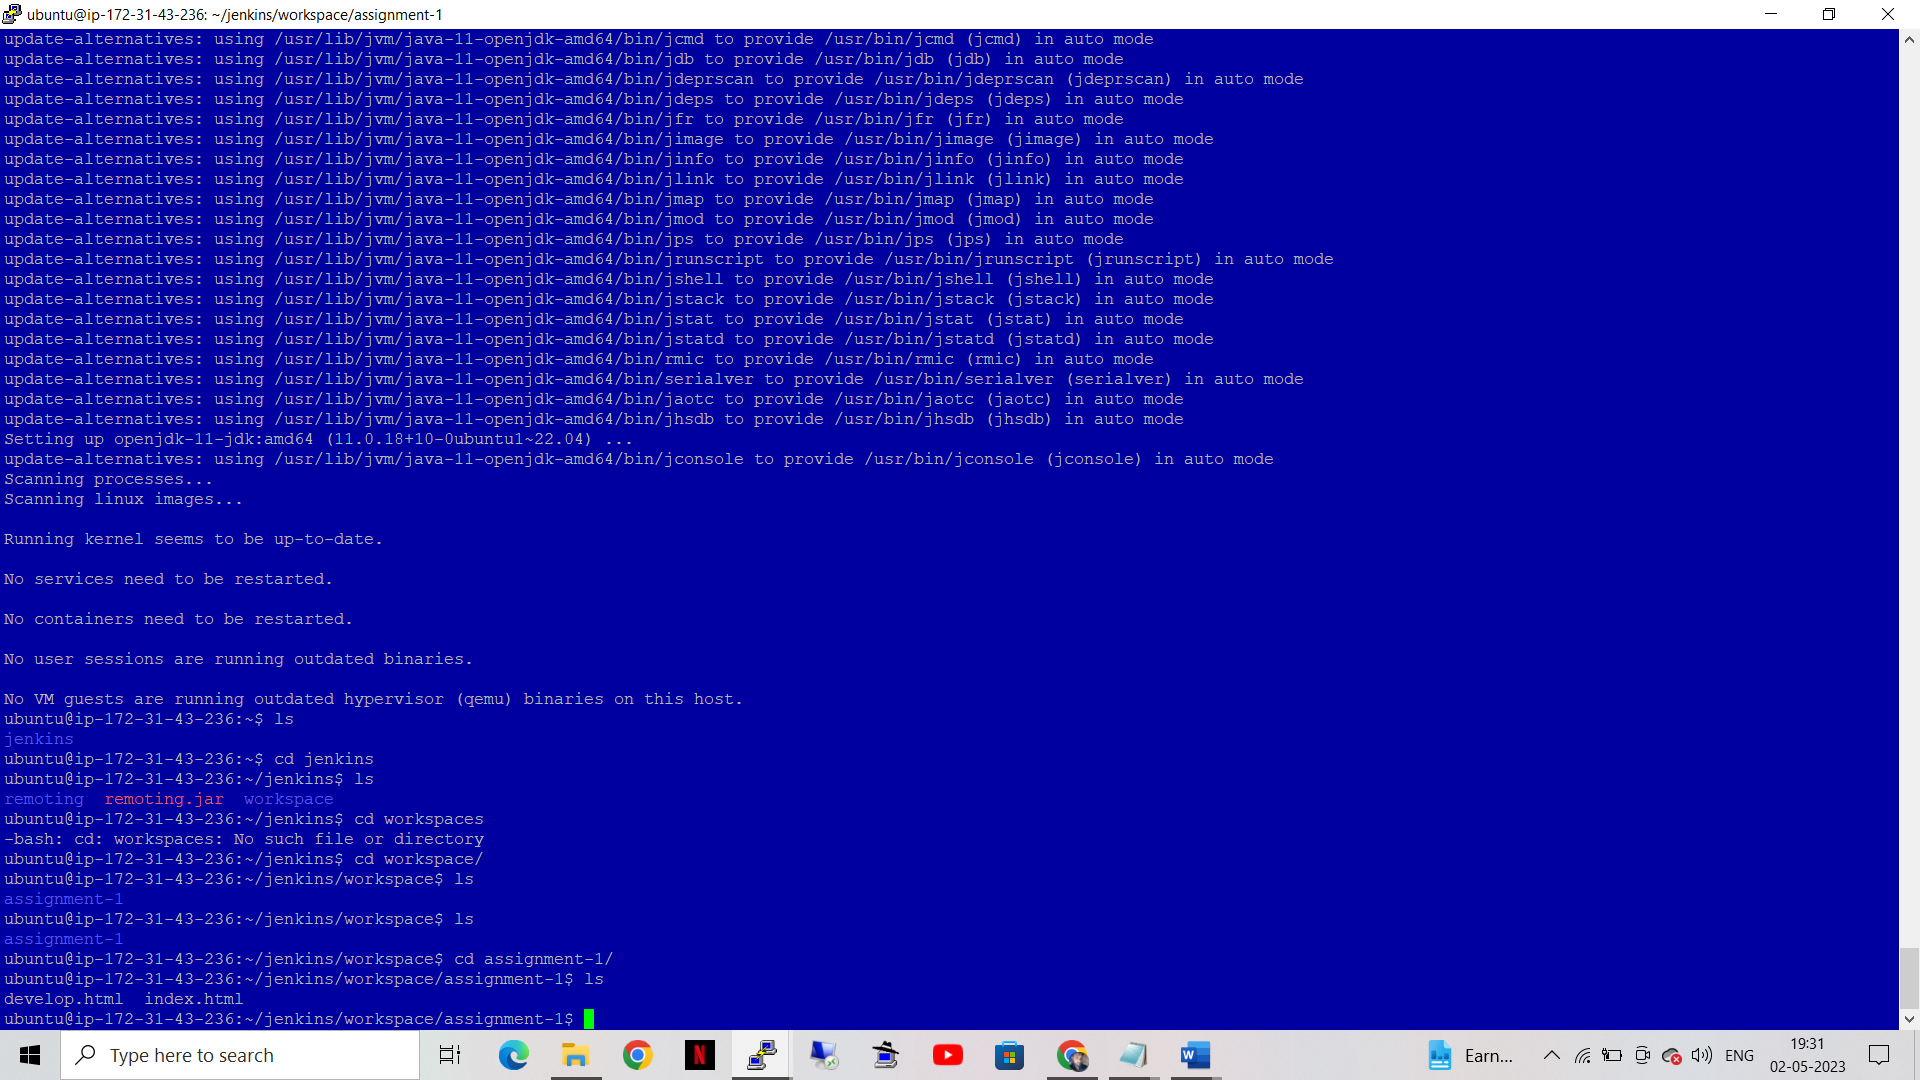 ubuntu@ip-172-31-43-236: ~/jenkins/workspace/assignment-1
update-alternatives: using /usr/lib/jvm/java-11-openjdk-amd64/bin/jcmd to provide /usr/bin/jcmd (jcmd) in auto mode
update-alternatives: using /usr/lib/jvm/java-11-openjdk-amd64/bin/jdb to provide /usr/bin/jdb (jdb) in auto mode
update-alternatives: using /usr/lib/jvm/java-11-openjdk-amd64/bin/jdeprscan to provide /usr/bin/jdeprscan (jdeprscan) in auto mode
update-alternatives: using /usr/lib/jvm/java-11-openjdk-amd64/bin/jdeps to provide /usr/bin/jdeps (jdeps) in auto mode
update-alternatives: using /usr/lib/jvm/java-11-openjdk-amd64/bin/jfr to provide /usr/bin/jfr (jfr) in auto mode
update-alternatives: using /usr/lib/jvm/java-11-openjdk-amd64/bin/jimage to provide /usr/bin/jimage (jimage) in auto mode
update-alternatives: using /usr/lib/jvm/java-11-openjdk-amd64/bin/jinfo to provide /usr/bin/jinfo (jinfo) in auto mode
update-alternatives: using /usr/lib/jvm/java-11-openjdk-amd64/bin/jlink to provide /usr/bin/jlink (jlink) in auto mode
update-alternatives: using /usr/lib/jvm/java-11-openjdk-amd64/bin/jmap to provide /usr/bin/jmap (jmap) in auto mode
update-alternatives: using /usr/lib/jvm/java-11-openjdk-amd64/bin/jmod to provide /usr/bin/jmod (jmod) in auto mode
update-alternatives: using /usr/lib/jvm/java-11-openjdk-amd64/bin/jps to provide /usr/bin/jps (jps) in auto mode
update-alternatives: using /usr/lib/jvm/java-11-openjdk-amd64/bin/jrunscript to provide /usr/bin/jrunscript (jrunscript) in auto mode
update-alternatives: using /usr/lib/jvm/java-11-openjdk-amd64/bin/jshell to provide /usr/bin/jshell (jshell) in auto mode
update-alternatives: using /usr/lib/jvm/java-11-openjdk-amd64/bin/jstack to provide /usr/bin/jstack (jstack) in auto mode
update-alternatives: using /usr/lib/jvm/java-11-openjdk-amd64/bin/jstat to provide /usr/bin/jstat (jstat) in auto mode
update-alternatives: using /usr/lib/jvm/java-11-openjdk-amd64/bin/jstatd to provide /usr/bin/jstatd (jstatd) in auto mode
update-alternatives: using /usr/lib/jvm/java-11-openjdk-amd64/bin/rmic to provide /usr/bin/rmic (rmic) in auto mode
update-alternatives: using /usr/lib/jvm/java-11-openjdk-amd64/bin/serialver to provide /usr/bin/serialver (serialver) in auto mode
update-alternatives: using /usr/lib/jvm/java-11-openjdk-amd64/bin/jaotc to provide /usr/bin/jaotc (jaotc) in auto mode
update-alternatives: using /usr/lib/jvm/java-11-openjdk-amd64/bin/jhsdb to provide /usr/bin/jhsdb (jhsdb) in auto mode
Setting up openjdk-11-jdk:amd64 (11.0.18+10-0ubuntu1~22.04) ...
update-alternatives: using /usr/lib/jvm/java-11-openjdk-amd64/bin/jconsole to provide /usr/bin/jconsole (jconsole) in auto mode
Scanning processes...
Scanning linux images...
Running kernel seems to be up-to-date.
No services need to be restarted.
No containers need to be restarted.
No user sessions are running outdated binaries.
No VM guests are running outdated hypervisor (qemu) binaries on this host.
ubuntu@ip-172-31-43-236:~$ ls
jenkins
ubuntu@ip-172-31-43-236:~$ cd jenkins
ubuntu@ip-172-31-43-236:~/jenkins$ ls
remoting  remoting.jar  workspace
ubuntu@ip-172-31-43-236:~/jenkins$ cd workspaces
-bash: cd: workspaces: No such file or directory
ubuntu@ip-172-31-43-236:~/jenkins$ cd workspace/
ubuntu@ip-172-31-43-236:~/jenkins/workspace$ ls
assignment-1
ubuntu@ip-172-31-43-236:~/jenkins/workspace$ ls
assignment-1
ubuntu@ip-172-31-43-236:~/jenkins/workspace$ cd assignment-1/
ubuntu@ip-172-31-43-236:~/jenkins/workspace/assignment-1$ ls
develop.html  index.html
ubuntu@ip-172-31-43-236:~/jenkins/workspace/assignment-1$
Type here to search
N
W
Earn...
ENG
19:31
02-05-2023